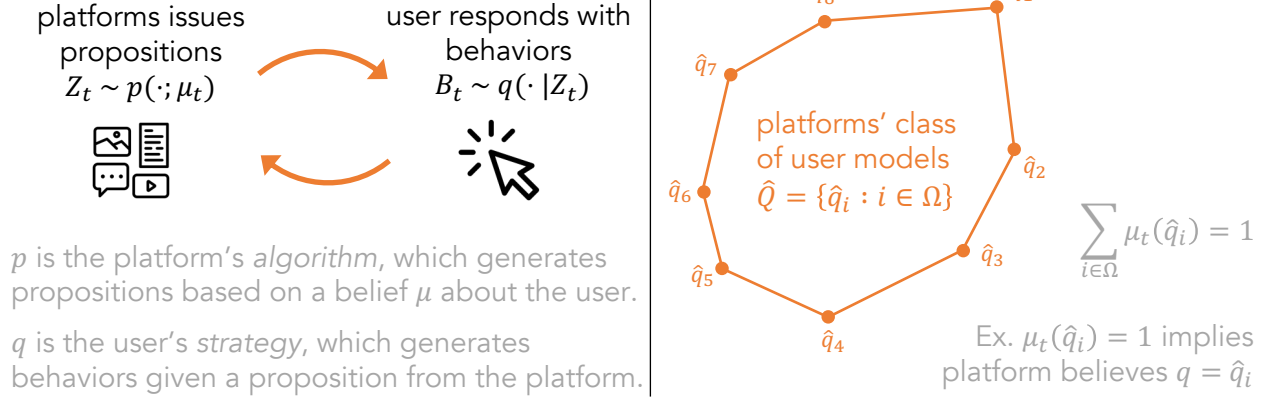 platforms issues
propositions
Z_t ~ p(·; μ_t)
user responds with
behaviors
B_t ~ q(· |Z_t)
p is the platform's algorithm, which generates
propositions based on a belief μ about the user.
q is the user's strategy, which generates
behaviors given a proposition from the platform.
q̂_7
q̂_6
q̂_5
q̂_4
q̂_3
q̂_2
platforms' class
of user models
Q̂ = {q̂_i : i ∈ Ω}
∑_{i∈Ω} μ_t(q̂_i) = 1
Ex. μ_t(q̂_i) = 1 implies
platform believes q = q̂_i